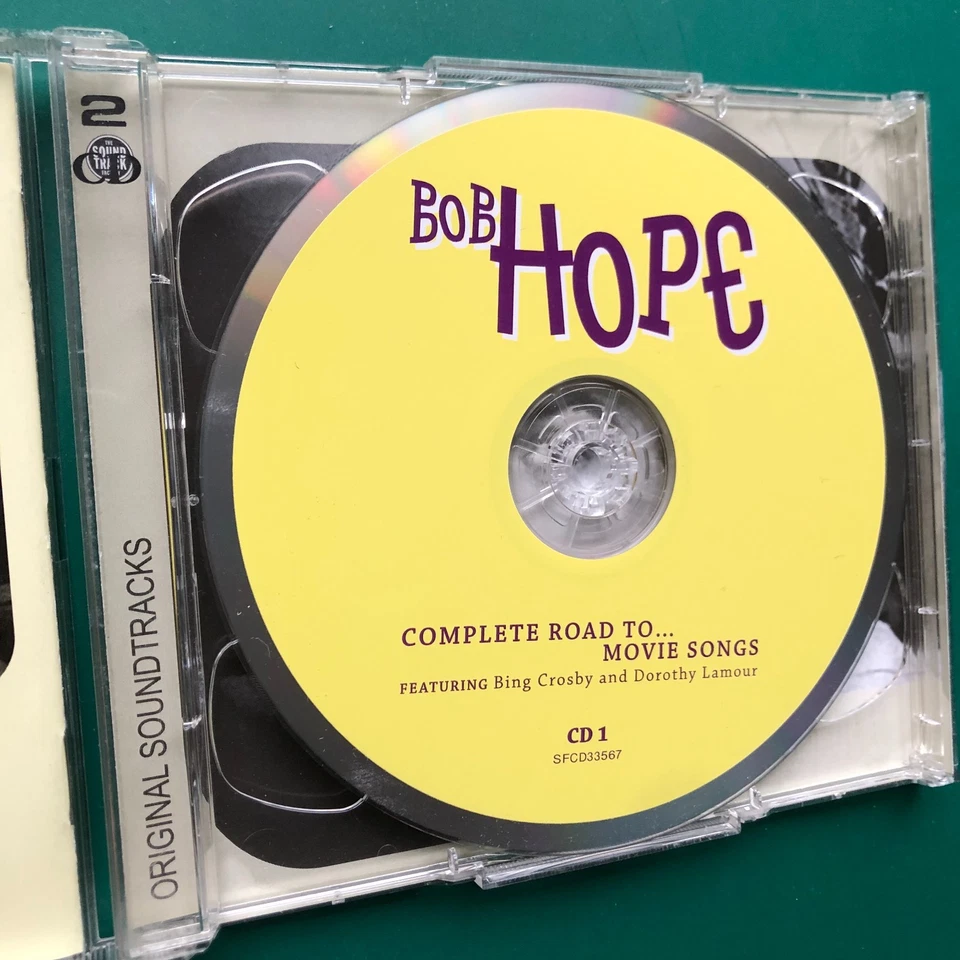 2
CD
THE
SOUND
TRACK
FACTORY
ORIGINAL SOUNDTRACKS
BOB
HOPE
COMPLETE ROAD TO...
MOVIE SONGS
FEATURING Bing Crosby and Dorothy Lamour
CD 1
SFCD33567